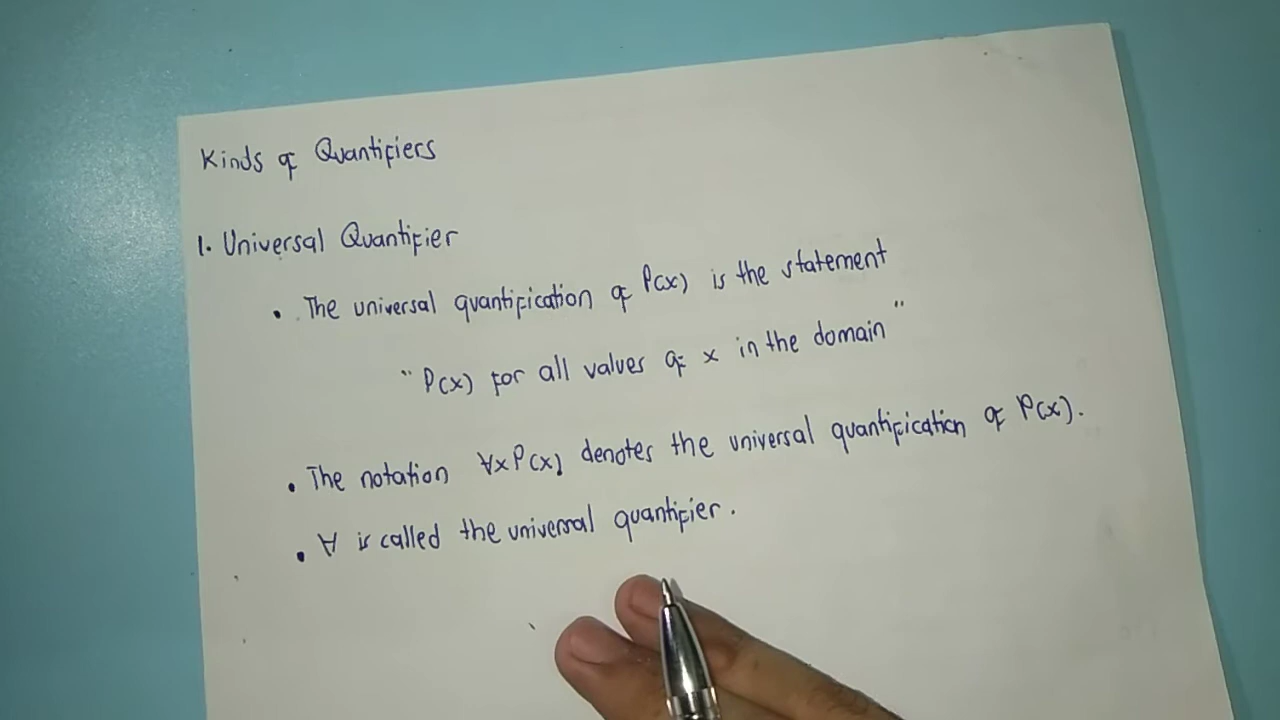 Kinds of Quantifiers
1. Universal Quantifier
• The universal quantification of P(x) is the statement
" P(x) for all values of x in the domain "
• The notation ∀xP(x) denotes the universal quantification of P(x).
• ∀ is called the universal quantifier.